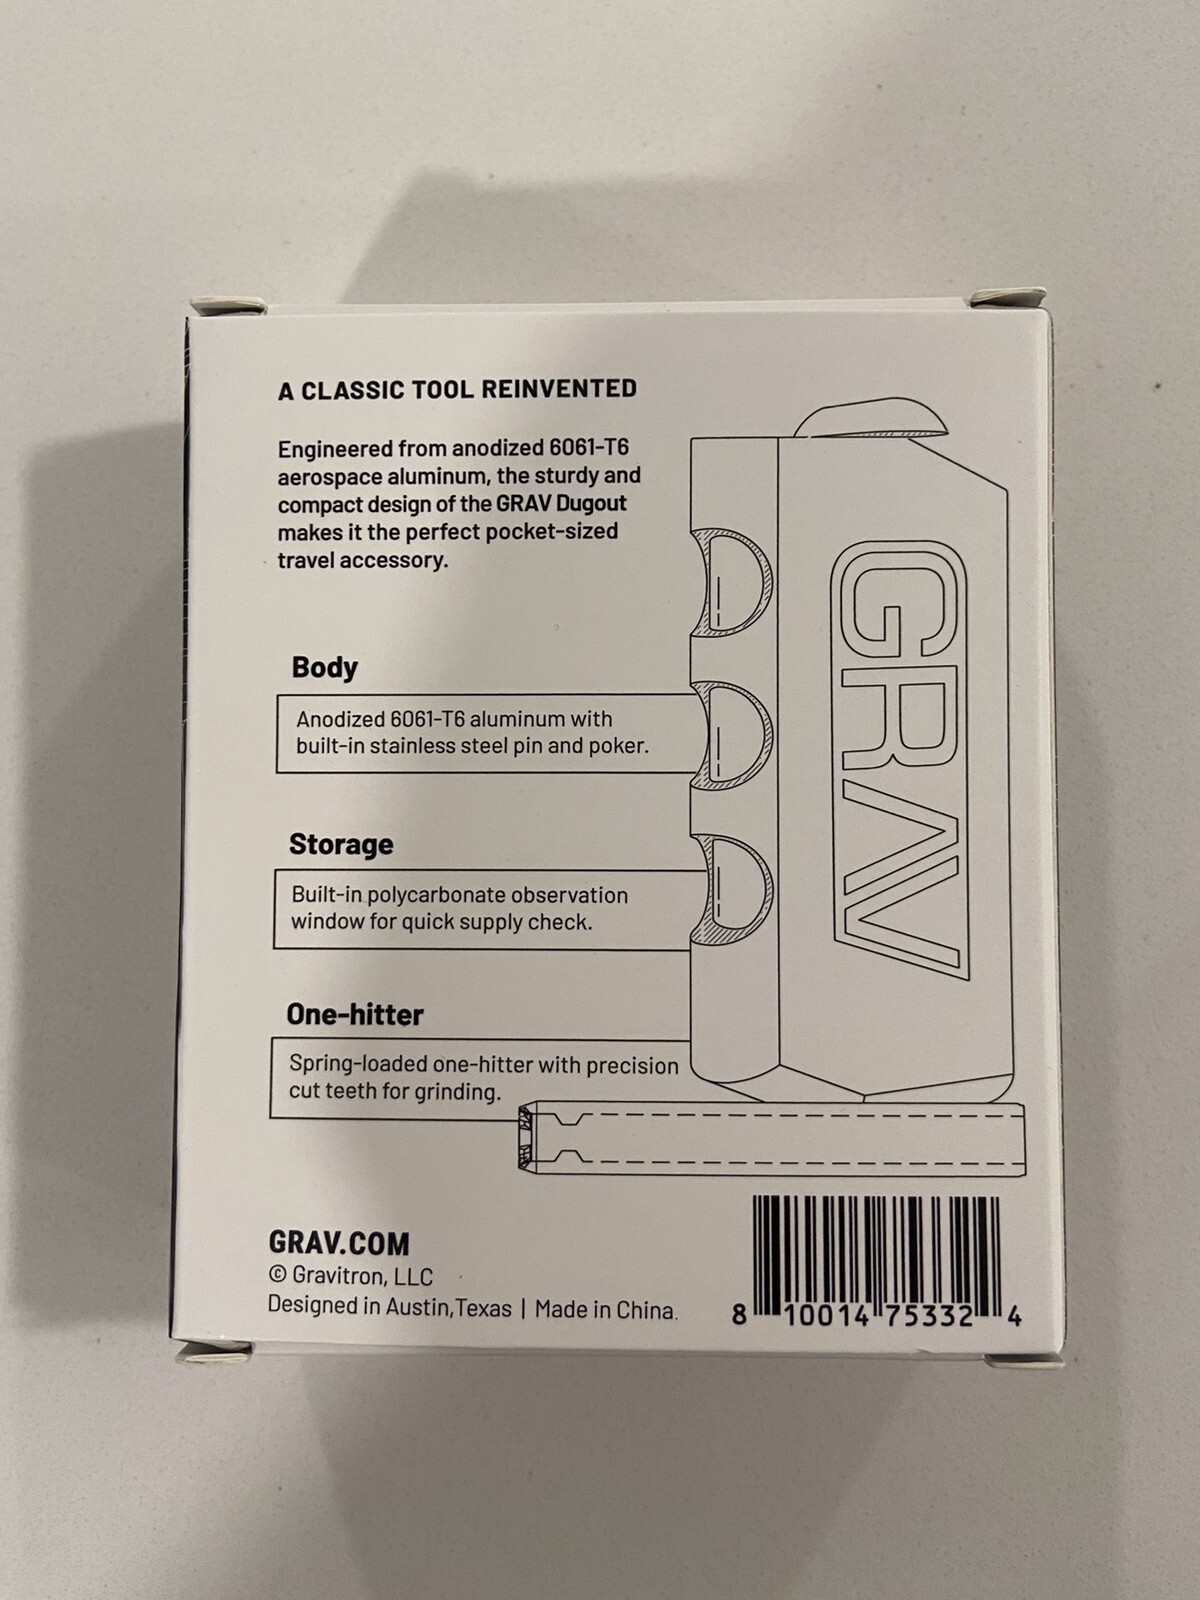 A CLASSIC TOOL REINVENTED
Engineered from anodized 6061-T6
aerospace aluminum, the sturdy and
compact design of the GRAV Dugout
makes it the perfect pocket-sized
travel accessory.
Body
Anodized 6061-T6 aluminum with
built-in stainless steel pin and poker.
Storage
Built-in polycarbonate observation
window for quick supply check.
One-hitter
Spring-loaded one-hitter with precision
cut teeth for grinding.
GRAV
GRAV.COM
© Gravitron, LLC
Designed in Austin, Texas | Made in China.
8 10014 75332 4